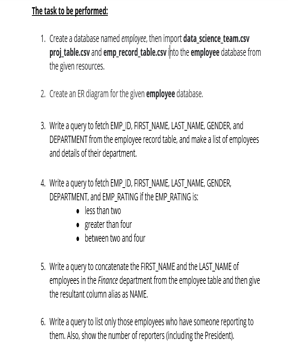 The task to be performed:
1. Create a database named employee, then import data_science_team.csv
proj_table.csv and emp_record_table.csv into the employee database from
the given resources.
2. Create an ER diagram for the given employee database.
3. Write a query to fetch EMP_ID, FIRST_NAME, LAST_NAME, GENDER, and
DEPARTMENT from the employee record table, and make a list of employees
and details of their department.
4. Write a query to fetch EMP_ID, FIRST_NAME, LAST_NAME, GENDER,
DEPARTMENT, and EMP_RATING if the EMP_RATING is:
● less than two
● greater than four
● between two and four
5. Write a query to concatenate the FIRST_NAME and the LAST_NAME of
employees in the Finance department from the employee table and then give
the resultant column alias as NAME.
6. Write a query to list only those employees who have someone reporting to
them. Also, show the number of reporters (including the President).